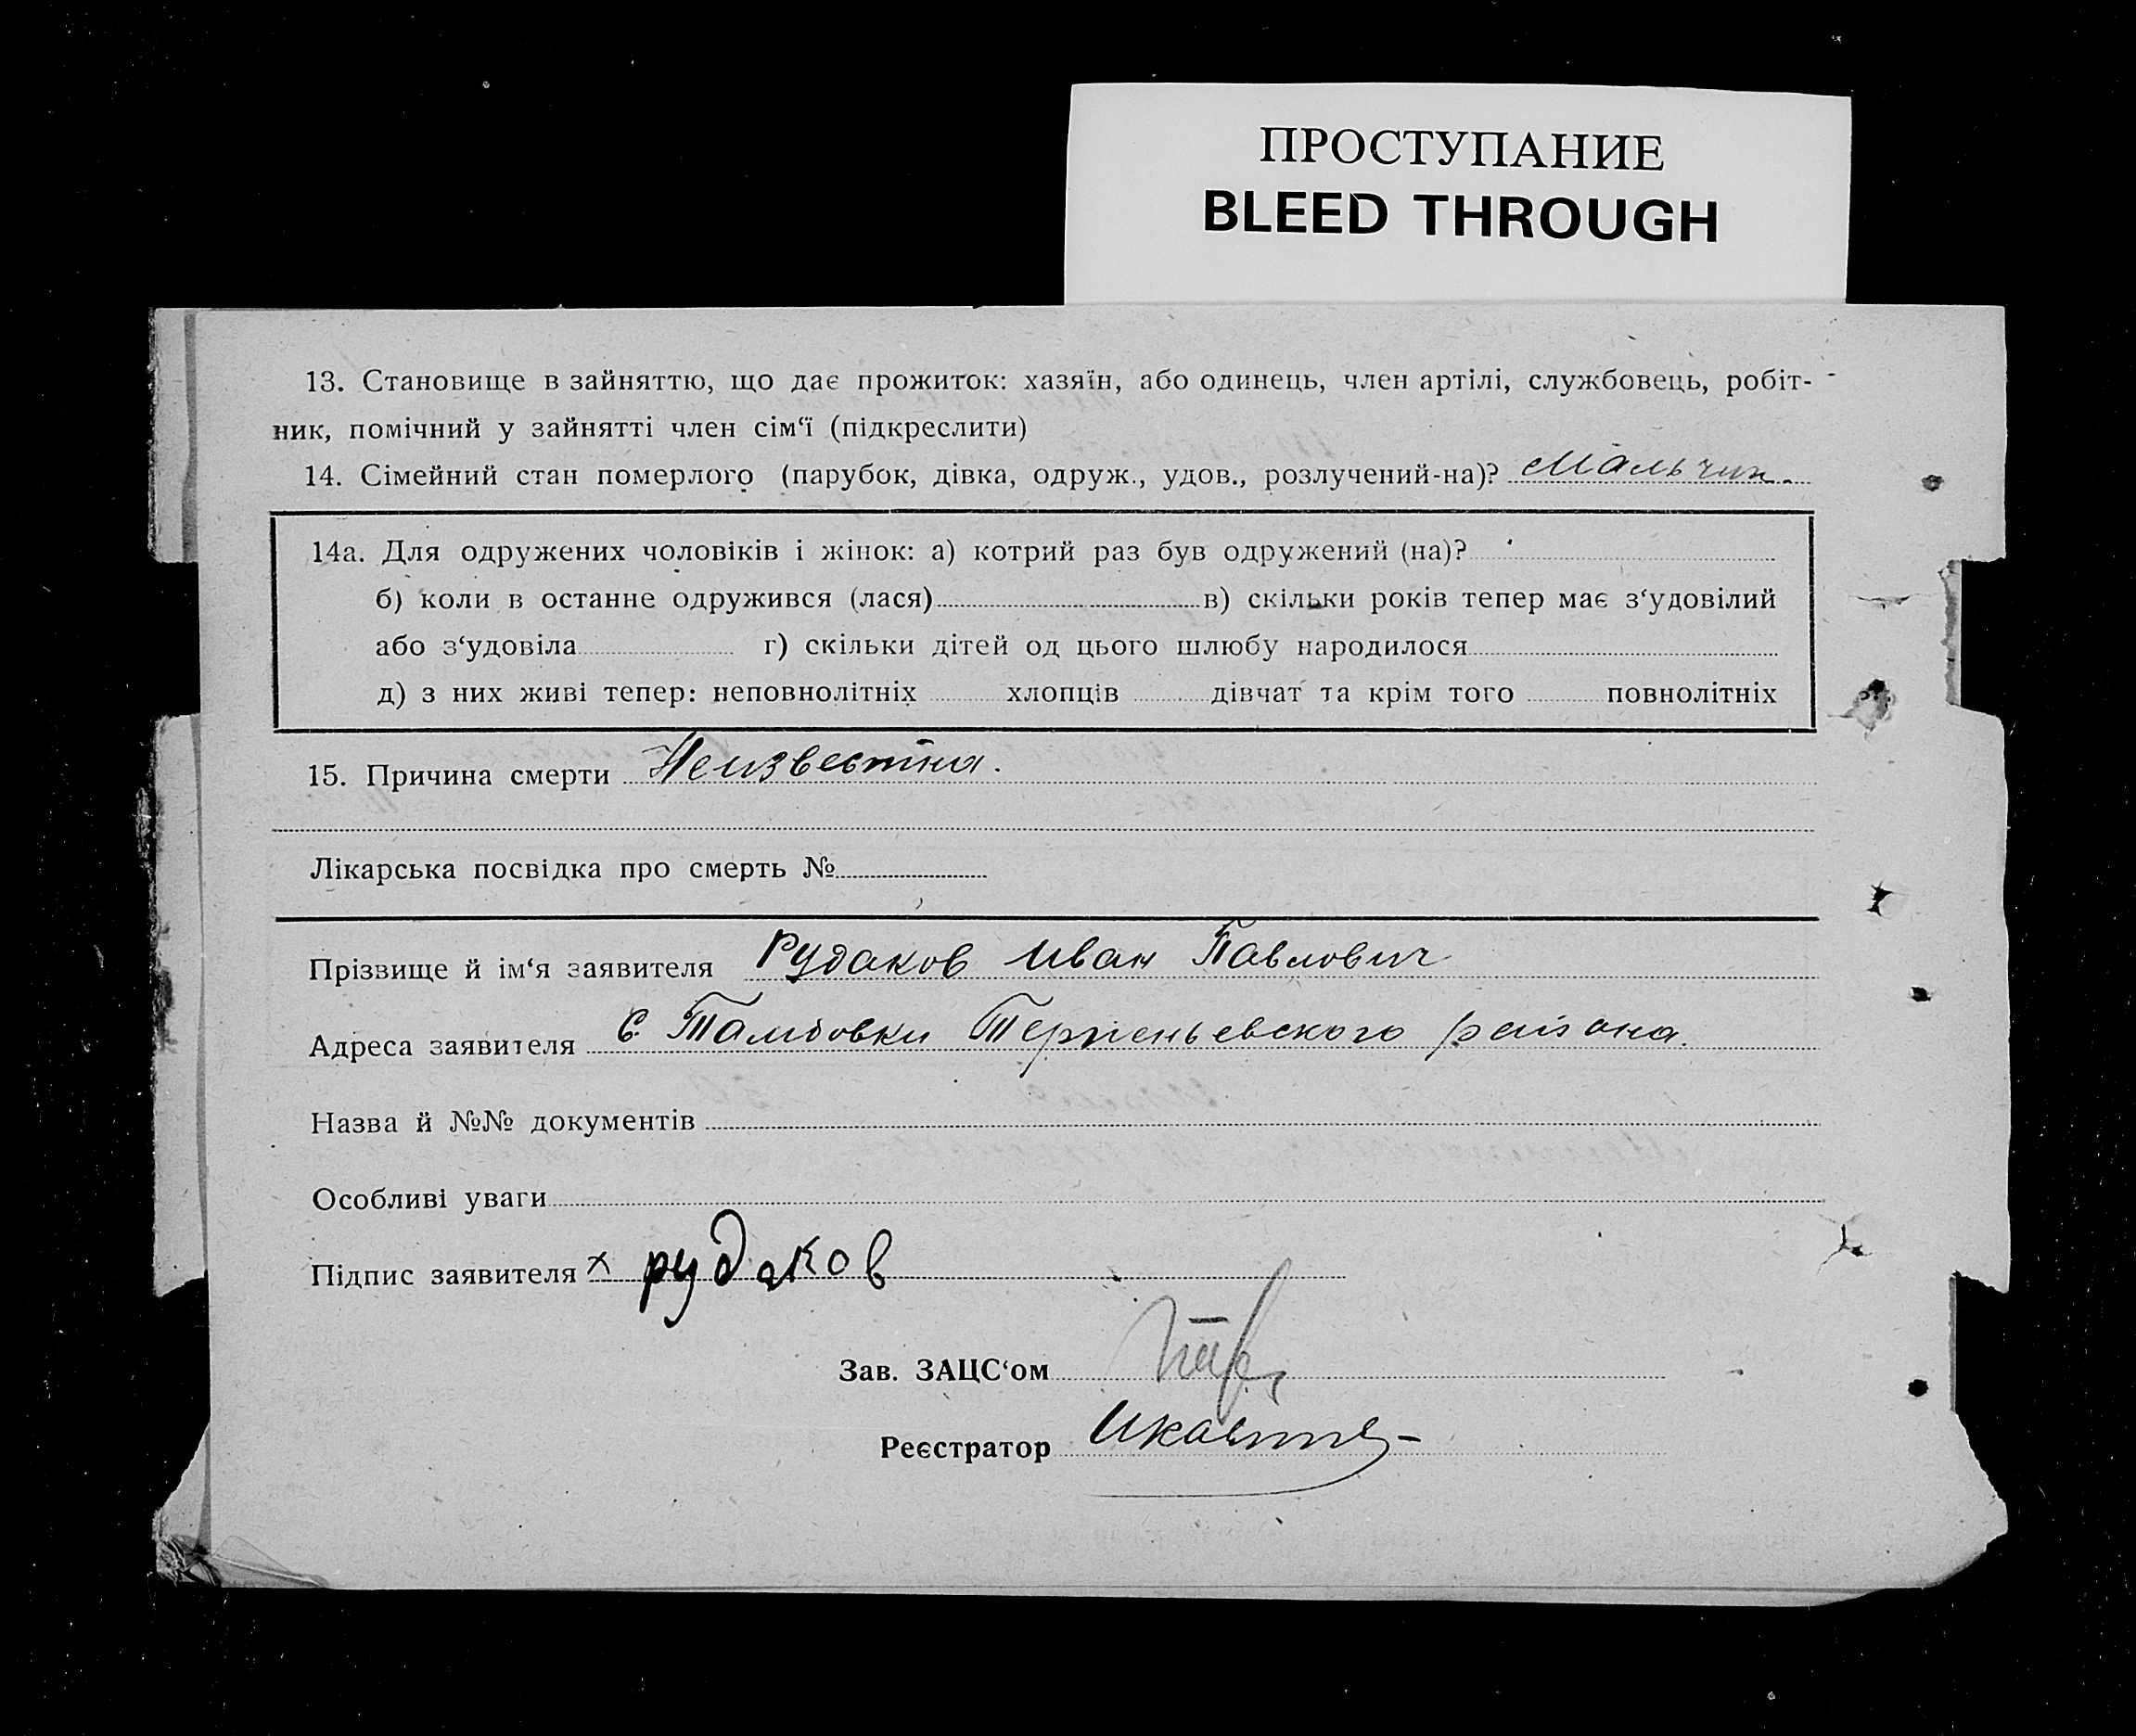 ПРОСТУПАНИЕ
BLEED THROUGH
13. Становище в зайняттю, що дає прожиток: хазяїн, або одинець, член артілі, службовець, робіт-
ник, помічний у зайнятті член сім‘ї (підкреслити)
14. Сімейний стан померлого (парубок, дівка, одруж., удов., розлучений-на)? Мальчик.
14а. Для одружених чоловіків і жінок: а) котрий раз був одружений (на)?
б) коли в останне одружився (лася) в) скільки років тепер має з‘удовілий
або з‘удовіла г) скільки дітей од цього шлюбу народилося
д) з них живі тепер: неповнолітніх хлопців дівчат та крім того повнолітніх
15. Причина смерти Неизвестна.
Лікарська посвідка про смерть №
Прізвище й ім‘я заявителя Рудаков Иван Павлович
Адреса заявителя с. Тамбовки Терпеньевского района.
Назва й №№ документів
Особливі уваги
Підпис заявителя х рудаков
Зав. ЗАЦС‘ом
Реєстратор